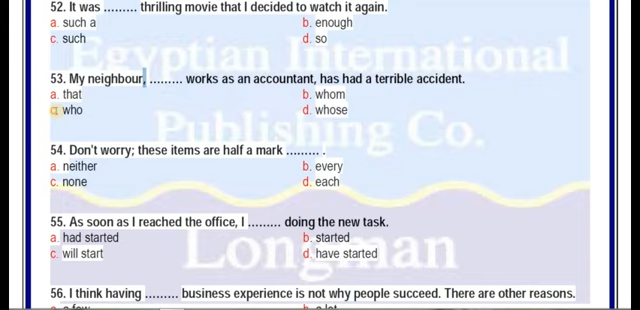 52. It was ......... thrilling movie that I decided to watch it again.
a. such a b. enough
c. such d. so
53. My neighbour, ......... works as an accountant, has had a terrible accident.
a. that b. whom
c. who d. whose
54. Don't worry; these items are half a mark ......... .
a. neither b. every
c. none d. each
55. As soon as I reached the office, I ......... doing the new task.
a. had started b. started
c. will start d. have started
56. I think having ......... business experience is not why people succeed. There are other reasons.
Egyptian International
Publishing Co.
Longman